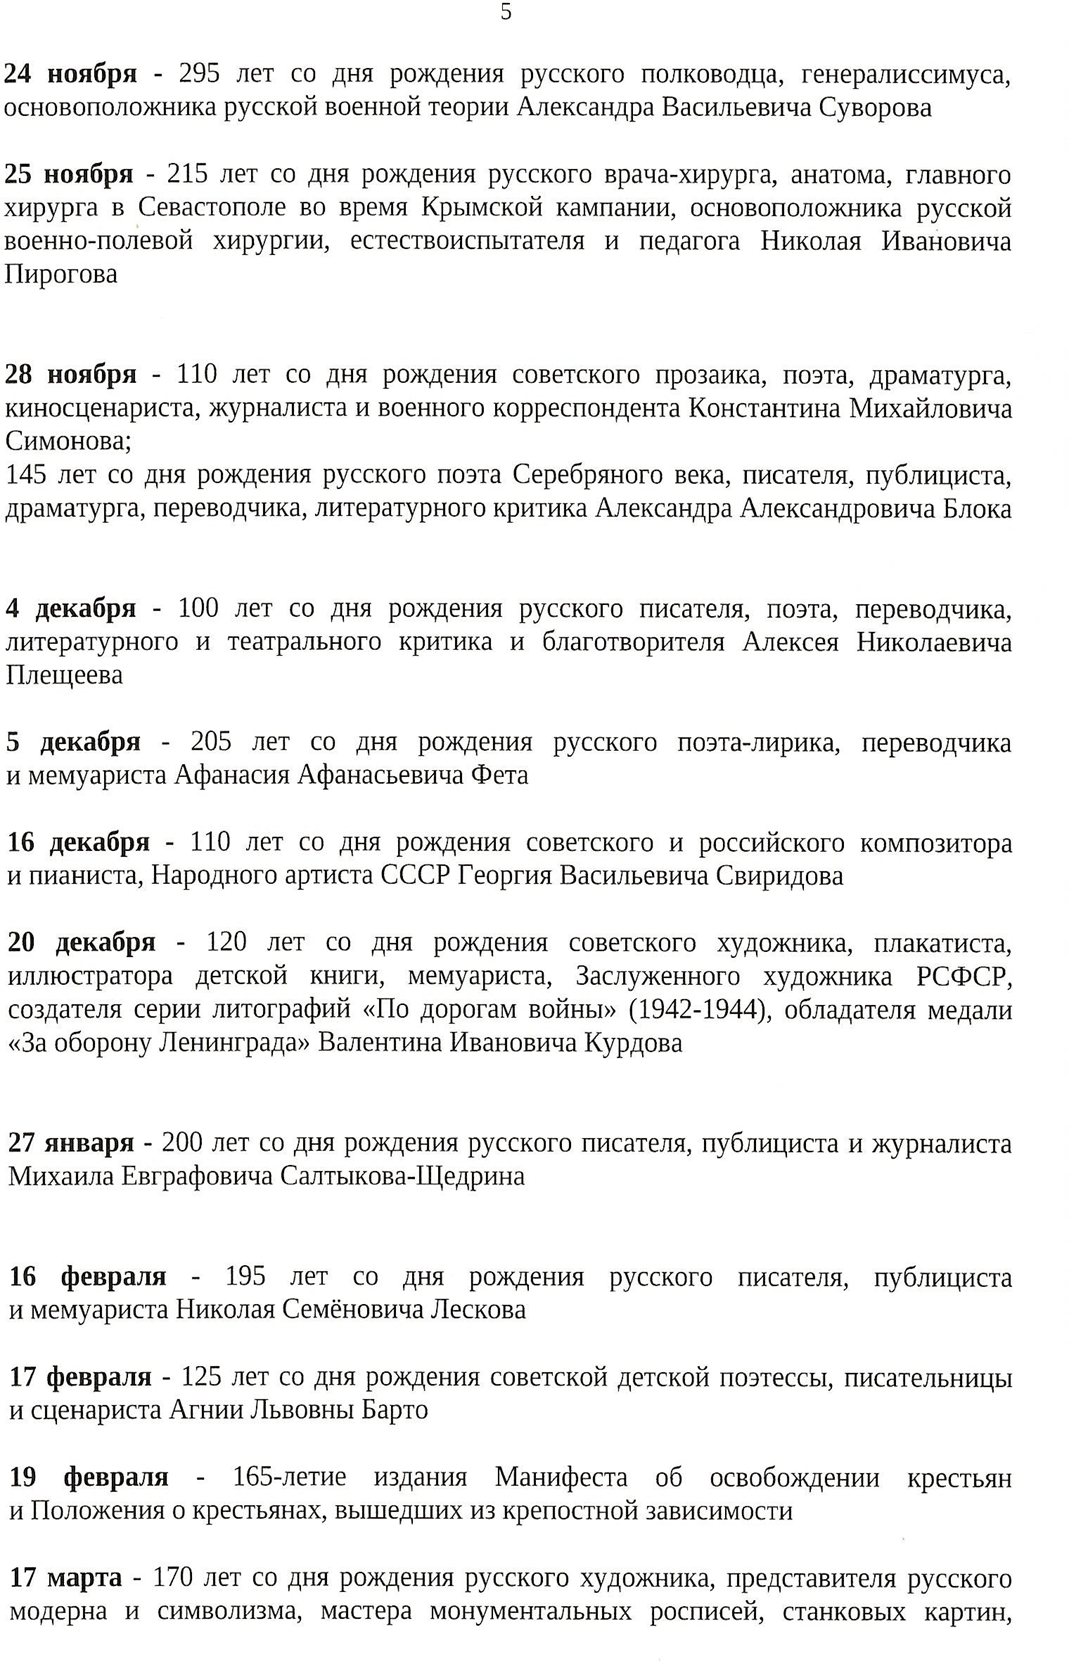 5
24 ноября - 295 лет со дня рождения русского полководца, генералиссимуса,
основоположника русской военной теории Александра Васильевича Суворова
25 ноября - 215 лет со дня рождения русского врача-хирурга, анатома, главного
хирурга в Севастополе во время Крымской кампании, основоположника русской
военно-полевой хирургии, естествоиспытателя и педагога Николая Ивановича
Пирогова
28 ноября - 110 лет со дня рождения советского прозаика, поэта, драматурга,
киносценариста, журналиста и военного корреспондента Константина Михайловича
Симонова;
145 лет со дня рождения русского поэта Серебряного века, писателя, публициста,
драматурга, переводчика, литературного критика Александра Александровича Блока
4 декабря - 100 лет со дня рождения русского писателя, поэта, переводчика,
литературного и театрального критика и благотворителя Алексея Николаевича
Плещеева
5 декабря - 205 лет со дня рождения русского поэта-лирика, переводчика
и мемуариста Афанасия Афанасьевича Фета
16 декабря - 110 лет со дня рождения советского и российского композитора
и пианиста, Народного артиста СССР Георгия Васильевича Свиридова
20 декабря - 120 лет со дня рождения советского художника, плакатиста,
иллюстратора детской книги, мемуариста, Заслуженного художника РСФСР,
создателя серии литографий «По дорогам войны» (1942-1944), обладателя медали
«За оборону Ленинграда» Валентина Ивановича Курдова
27 января - 200 лет со дня рождения русского писателя, публициста и журналиста
Михаила Евграфовича Салтыкова-Щедрина
16 февраля - 195 лет со дня рождения русского писателя, публициста
и мемуариста Николая Семёновича Лескова
17 февраля - 125 лет со дня рождения советской детской поэтессы, писательницы
и сценариста Агнии Львовны Барто
19 февраля - 165-летие издания Манифеста об освобождении крестьян
и Положения о крестьянах, вышедших из крепостной зависимости
17 марта - 170 лет со дня рождения русского художника, представителя русского
модерна и символизма, мастера монументальных росписей, станковых картин,